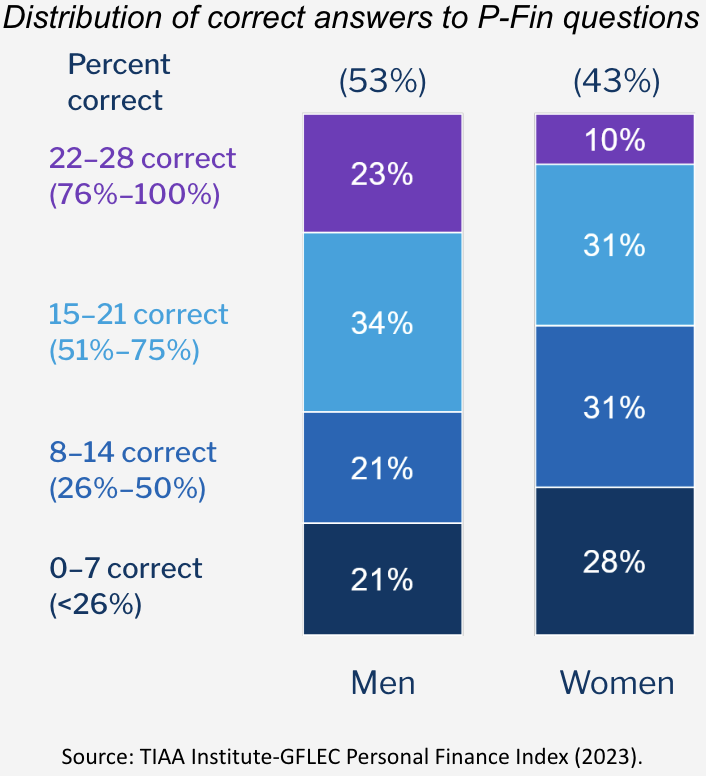 Distribution of correct answers to P-Fin questions
Percent
correct
(53%)
(43%)
22–28 correct
(76%–100%)
23%
10%
15–21 correct
(51%–75%)
34%
31%
8–14 correct
(26%–50%)
21%
31%
0–7 correct
(<26%)
21%
28%
Men
Women
Source: TIAA Institute-GFLEC Personal Finance Index (2023).